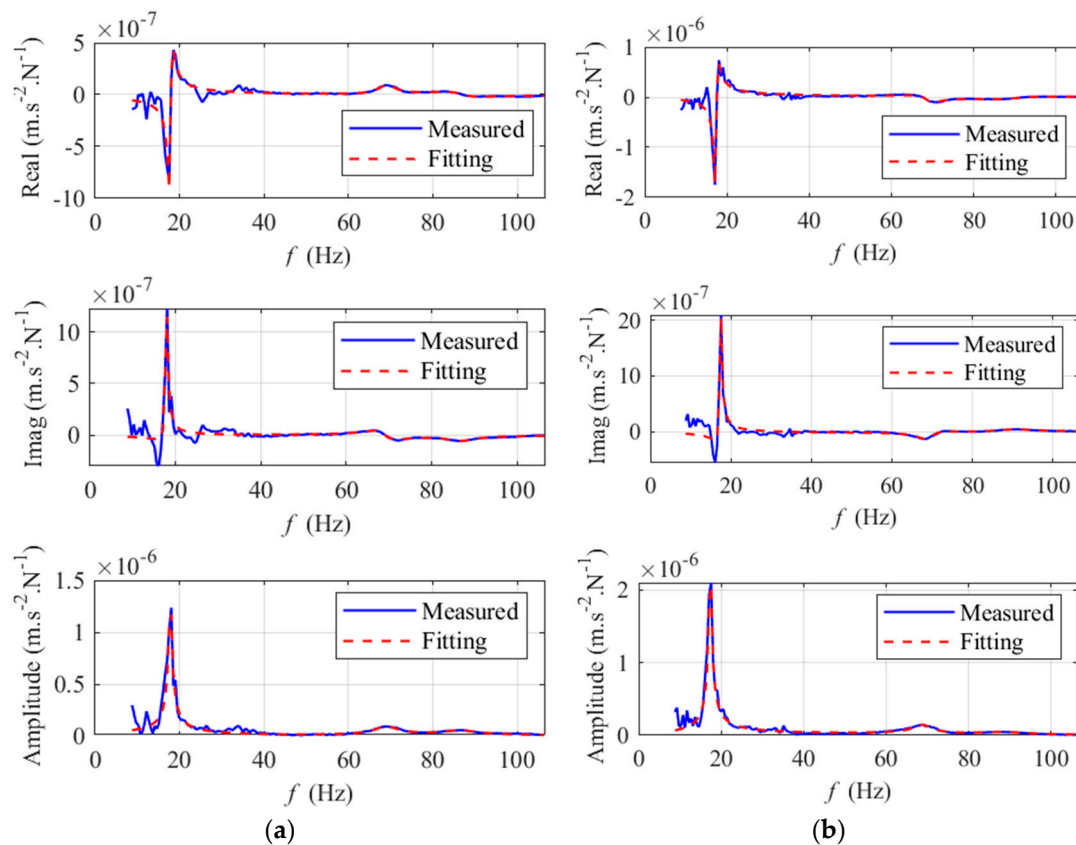 ×10-7
Real (m.s-2.N-1)
5
0
-5
-10
Measured
Fitting
0 20 40 60 80 100
f (Hz)
×10-6
Real (m.s-2.N-1)
1
0
-1
-2
Measured
Fitting
0 20 40 60 80 100
f (Hz)
×10-7
Imag (m.s-2.N-1)
10
5
0
Measured
Fitting
0 20 40 60 80 100
f (Hz)
×10-7
Imag (m.s-2.N-1)
20
10
0
Measured
Fitting
0 20 40 60 80 100
f (Hz)
×10-6
Amplitude (m.s-2.N-1)
1.5
1
0.5
0
Measured
Fitting
0 20 40 60 80 100
f (Hz)
×10-6
Amplitude (m.s-2.N-1)
2
1
0
Measured
Fitting
0 20 40 60 80 100
f (Hz)
(a)
(b)